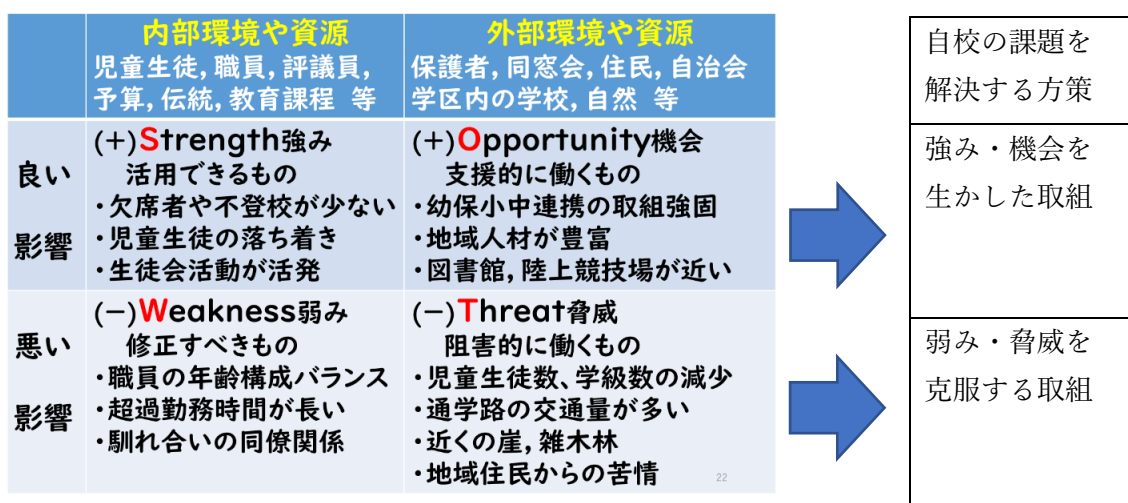 内部環境や資源
児童生徒,職員,評議員,
予算,伝統,教育課程 等
外部環境や資源
保護者,同窓会,住民,自治会
学区内の学校,自然 等
良い
影響
(+)Strength強み
活用できるもの
・欠席者や不登校が少ない
・児童生徒の落ち着き
・生徒会活動が活発
(+)Opportunity機会
支援的に働くもの
・幼保小中連携の取組強固
・地域人材が豊富
・図書館,陸上競技場が近い
悪い
影響
(−)Weakness弱み
修正すべきもの
・職員の年齢構成バランス
・超過勤務時間が長い
・馴れ合いの同僚関係
(−)Threat脅威
阻害的に働くもの
・児童生徒数、学級数の減少
・通学路の交通量が多い
・近くの崖,雑木林
・地域住民からの苦情
22
自校の課題を
解決する方策
強み・機会を
生かした取組
弱み・脅威を
克服する取組